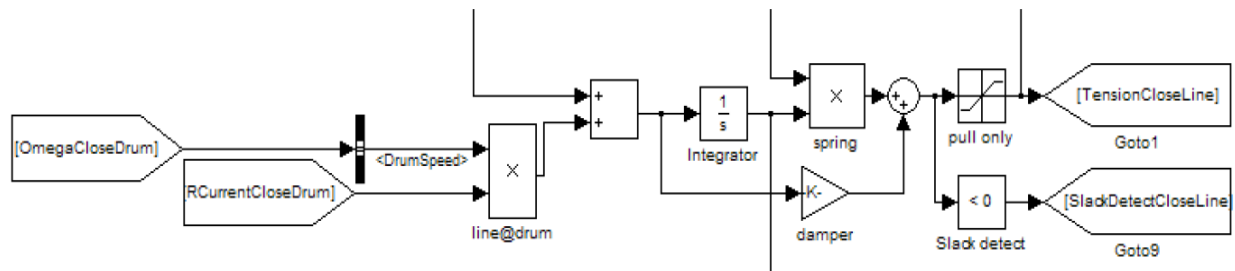 [OmegaCloseDrum]
<DrumSpeed>
[RCurrentCloseDrum]
×
line@drum
+
+
1
s
Integrator
×
spring
+
+
K-
damper
pull only
[TensionCloseLine]
Goto1
< 0
Slack detect
[SlackDetectCloseLine]
Goto9